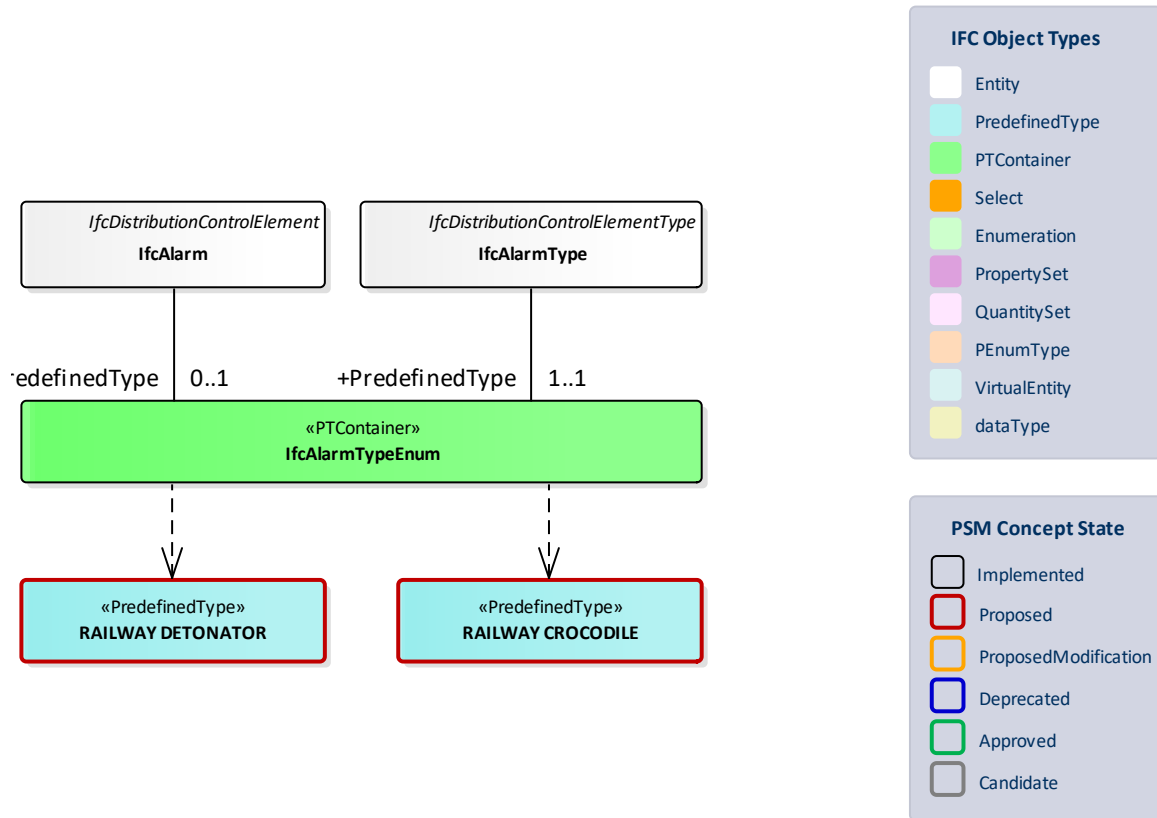 IfcDistributionControlElement
IfcAlarm
IfcDistributionControlElementType
IfcAlarmType
redefinedType 0..1
+PredefinedType 1..1
«PTContainer»
IfcAlarmTypeEnum
«PredefinedType»
RAILWAY DETONATOR
«PredefinedType»
RAILWAY CROCODILE
IFC Object Types
Entity
PredefinedType
PTContainer
Select
Enumeration
PropertySet
QuantitySet
PEnumType
VirtualEntity
dataType
PSM Concept State
Implemented
Proposed
ProposedModification
Deprecated
Approved
Candidate